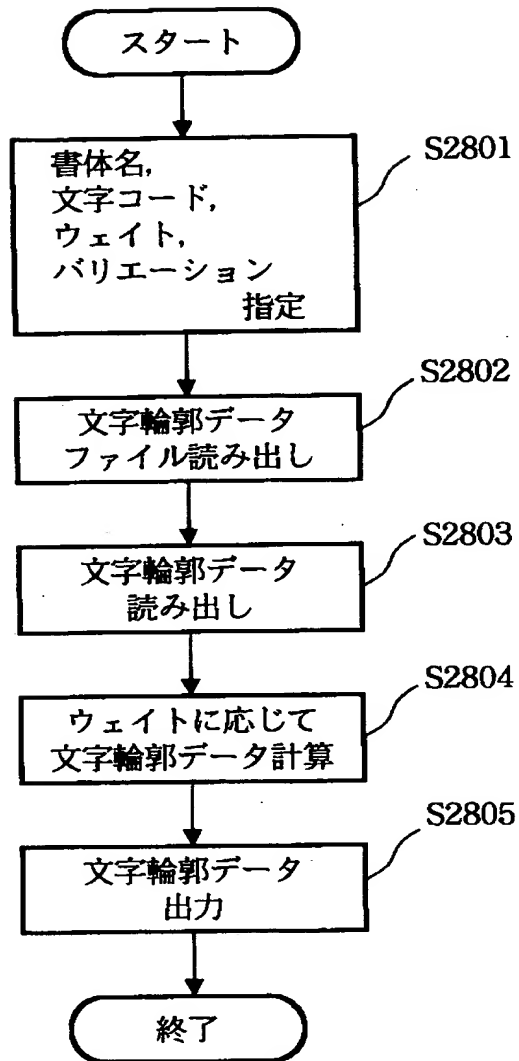 スタート
書体名,
文字コード,
ウェイト,
バリエーション
指定
S2801
文字輪郭データ
ファイル読み出し
S2802
文字輪郭データ
読み出し
S2803
ウェイトに応じて
文字輪郭データ計算
S2804
文字輪郭データ
出力
S2805
終了